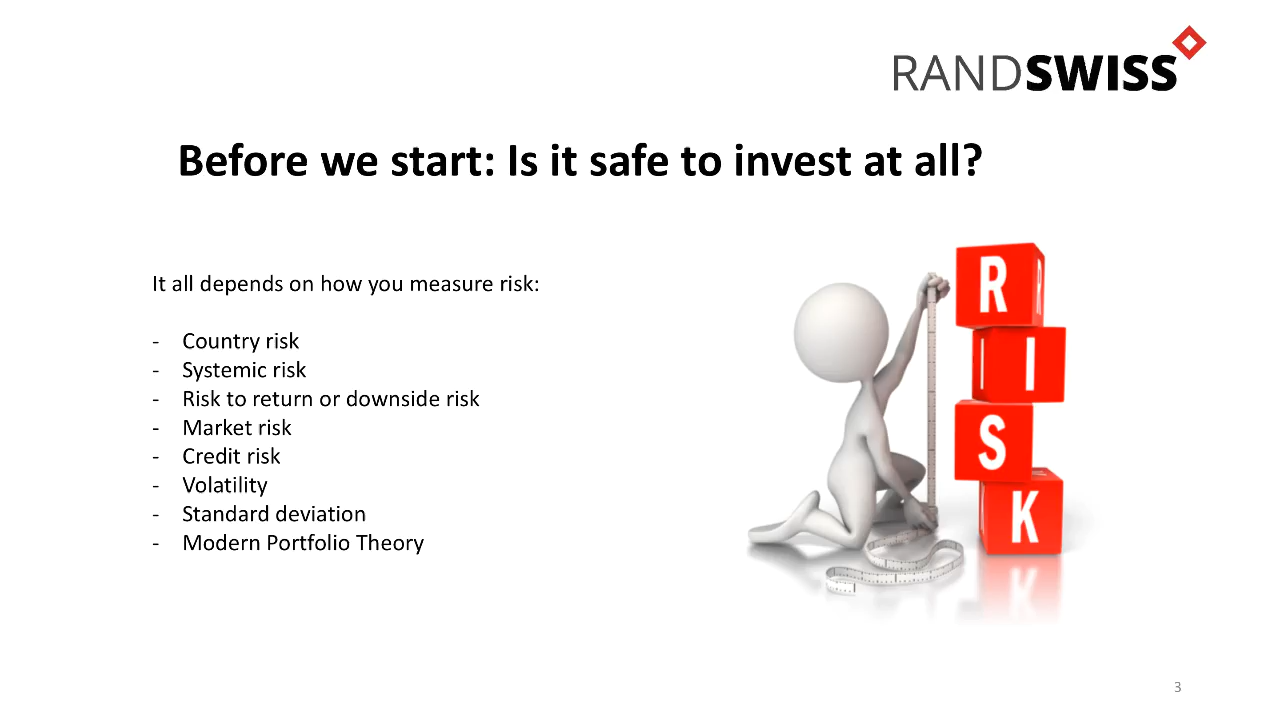 RANDSWISS
Before we start: Is it safe to invest at all?
It all depends on how you measure risk:
- Country risk
- Systemic risk
- Risk to return or downside risk
- Market risk
- Credit risk
- Volatility
- Standard deviation
- Modern Portfolio Theory
R
I
S
K
3